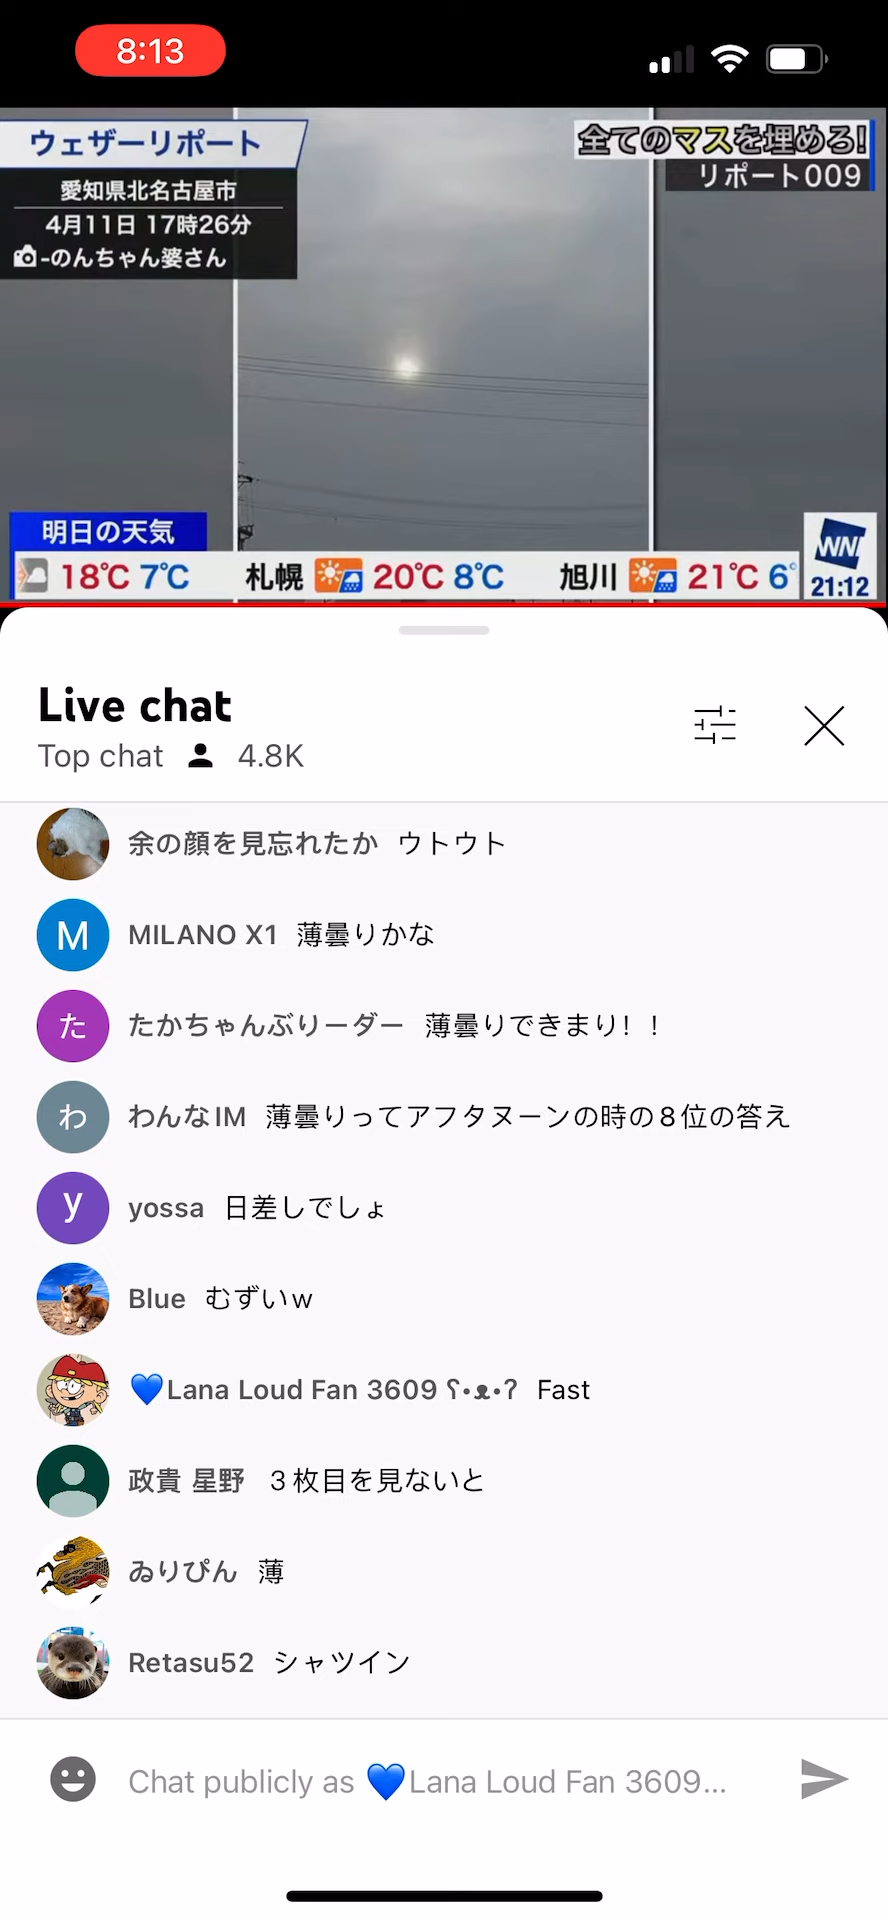 8:13
ウェザーリポート
愛知県北名古屋市
4月11日 17時26分
-のんちゃん婆さん
全てのマスを埋める!
リポート009
明日の天気
18℃ 7℃ 札幌 20℃ 8℃ 旭川 21℃ 6°
WNI
21:12
Live chat
Top chat 4.8K
余の顔を見忘れたか ウトウト
M MILANO X1 薄曇りかな
た たかちゃんぶりーダー 薄曇りできまり！！
わ わんなIM 薄曇りってアフタヌーンの時の８位の答え
y yossa 日差しでしょ
Blue むずいｗ
💙Lana Loud Fan 3609 ʕ•ᴥ•ʔ Fast
政貴 星野 ３枚目を見ないと
ゐりぴん 薄
Retasu52 シャツイン
Chat publicly as 💙Lana Loud Fan 3609...